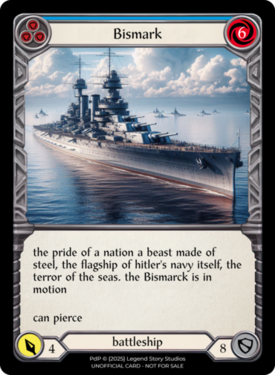 Bismark
6
the pride of a nation a beast made of
steel, the flagship of hitler's navy itself, the
terror of the seas. the Bismarck is in
motion
can pierce
4
battleship
8
PdP © (2025) Legend Story Studios
UNOFFICIAL CARD - NOT FOR SALE